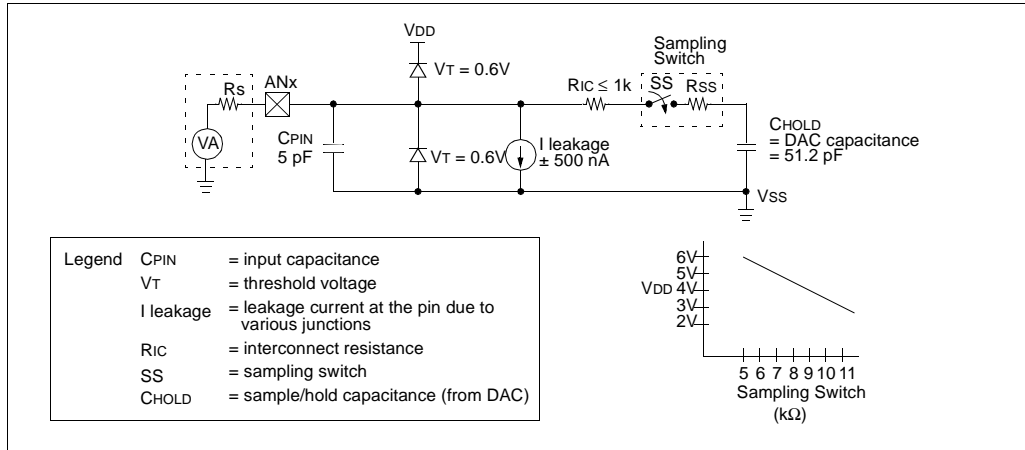 VDD
Sampling
Switch
VT = 0.6V
ANx
RS
RIC ≤ 1k
SS
RSS
CPIN
5 pF
VA
VT = 0.6V
I leakage
± 500 nA
CHOLD
= DAC capacitance
= 51.2 pF
VSS
Legend CPIN = input capacitance
VT = threshold voltage
I leakage = leakage current at the pin due to
various junctions
RIC = interconnect resistance
SS = sampling switch
CHOLD = sample/hold capacitance (from DAC)
6V
5V
VDD 4V
3V
2V
5 6 7 8 9 10 11
Sampling Switch
(kΩ)